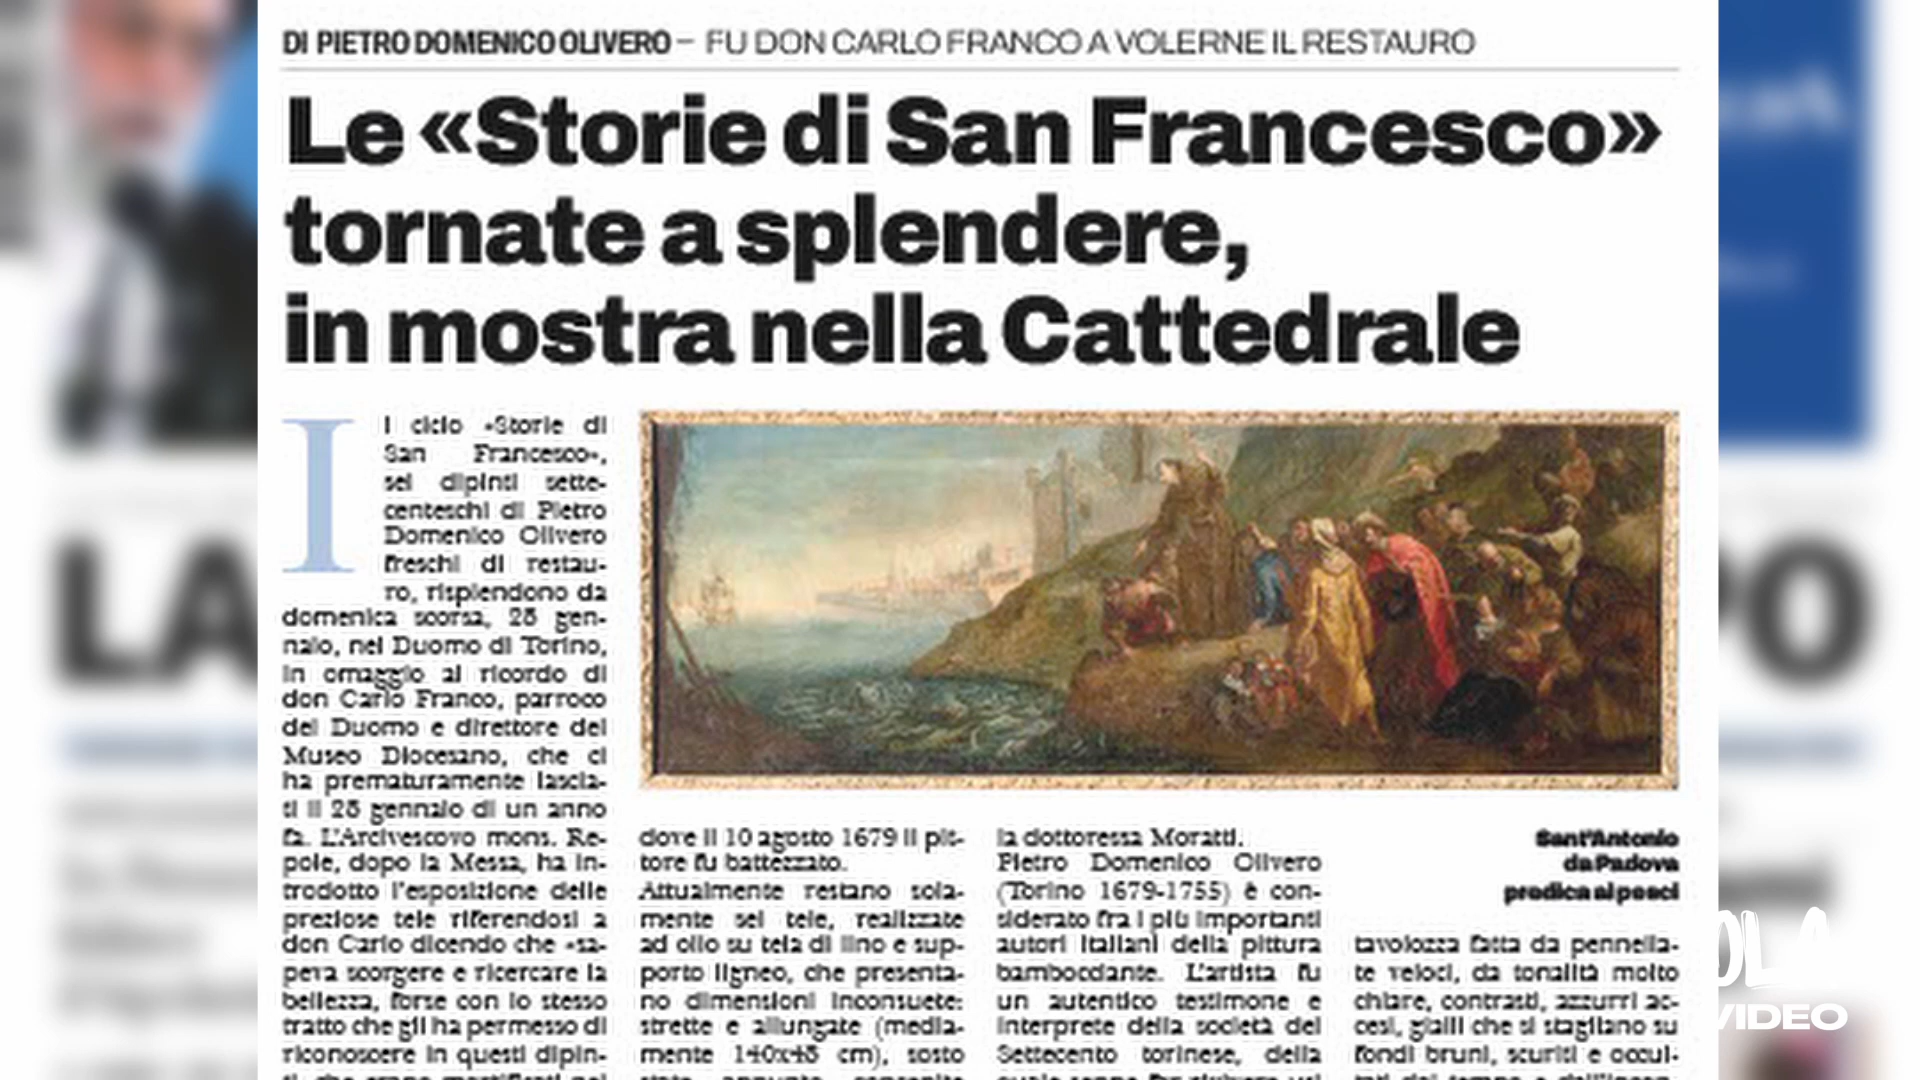 DI PIETRO DOMENICO OLIVERO – FU DON CARLO FRANCO A VOLERNE IL RESTAURO
Le «Storie di San Francesco»
tornate a splendere,
in mostra nella Cattedrale
Il ciclo «Storie di
San Francesco»,
sei dipinti sette-
centeschi di Pietro
Domenico Olivero
freschi di restau-
ro, risplendono da
domenica scorsa, 25 gen-
naio, nel Duomo di Torino,
in omaggio al ricordo di
don Carlo Franco, parroco
del Duomo e direttore del
Museo Diocesano, che ci
ha prematuramente lascia-
ti il 25 gennaio di un anno
fa. L'Arcivescovo mons. Re-
pole, dopo la Messa, ha in-
trodotto l'esposizione delle
preziose tele riferendosi a
don Carlo dicendo che «sa-
peva scorgere e ricercare la
bellezza, forse con lo stesso
tratto che gli ha permesso di
riconoscere in questi dipin-
dove il 10 agosto 1679 il pit-
tore fu battezzato.
Attualmente restano sola-
mente sei tele, realizzate
ad olio su tela di lino e sup-
porto ligneo, che presenta-
no dimensioni inconsuete:
strette e allungate (media-
mente 140x45 cm), sosto
la dottoressa Moratti.
Pietro Domenico Olivero
(Torino 1679-1755) è con-
siderato fra i più importanti
autori italiani della pittura
bambocciante. L'artista fu
un autentico testimone e
interprete della società del
Settecento torinese, della
Sant'Antonio
da Padova
predica ai pesci
tavolozza fatta da pennella-
te veloci, da tonalità molto
chiare, contrasti, azzurri ac-
cesi, gialli che si stagliano su
fondi bruni, scuriti e occul-
LA
PO
OLA
VIDEO